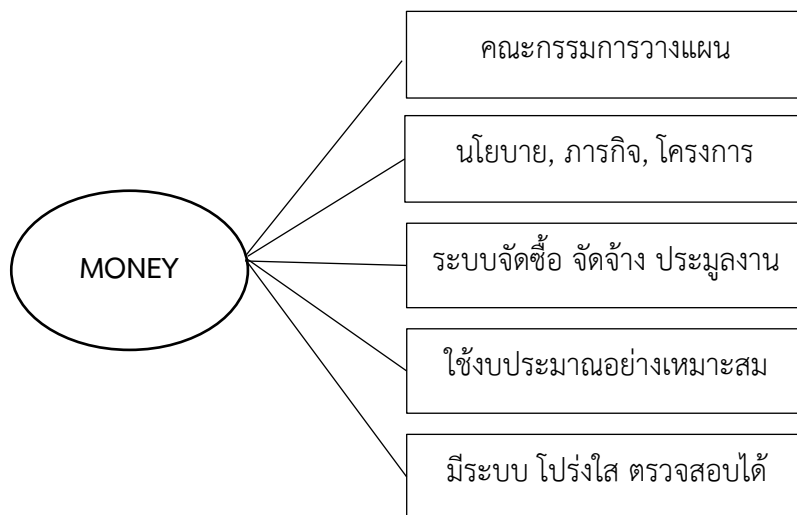 คณะกรรมการวางแผน
นโยบาย, ภารกิจ, โครงการ
MONEY
ระบบจัดซื้อ จัดจ้าง ประมูลงาน
ใช้งบประมาณอย่างเหมาะสม
มีระบบ โปร่งใส ตรวจสอบได้